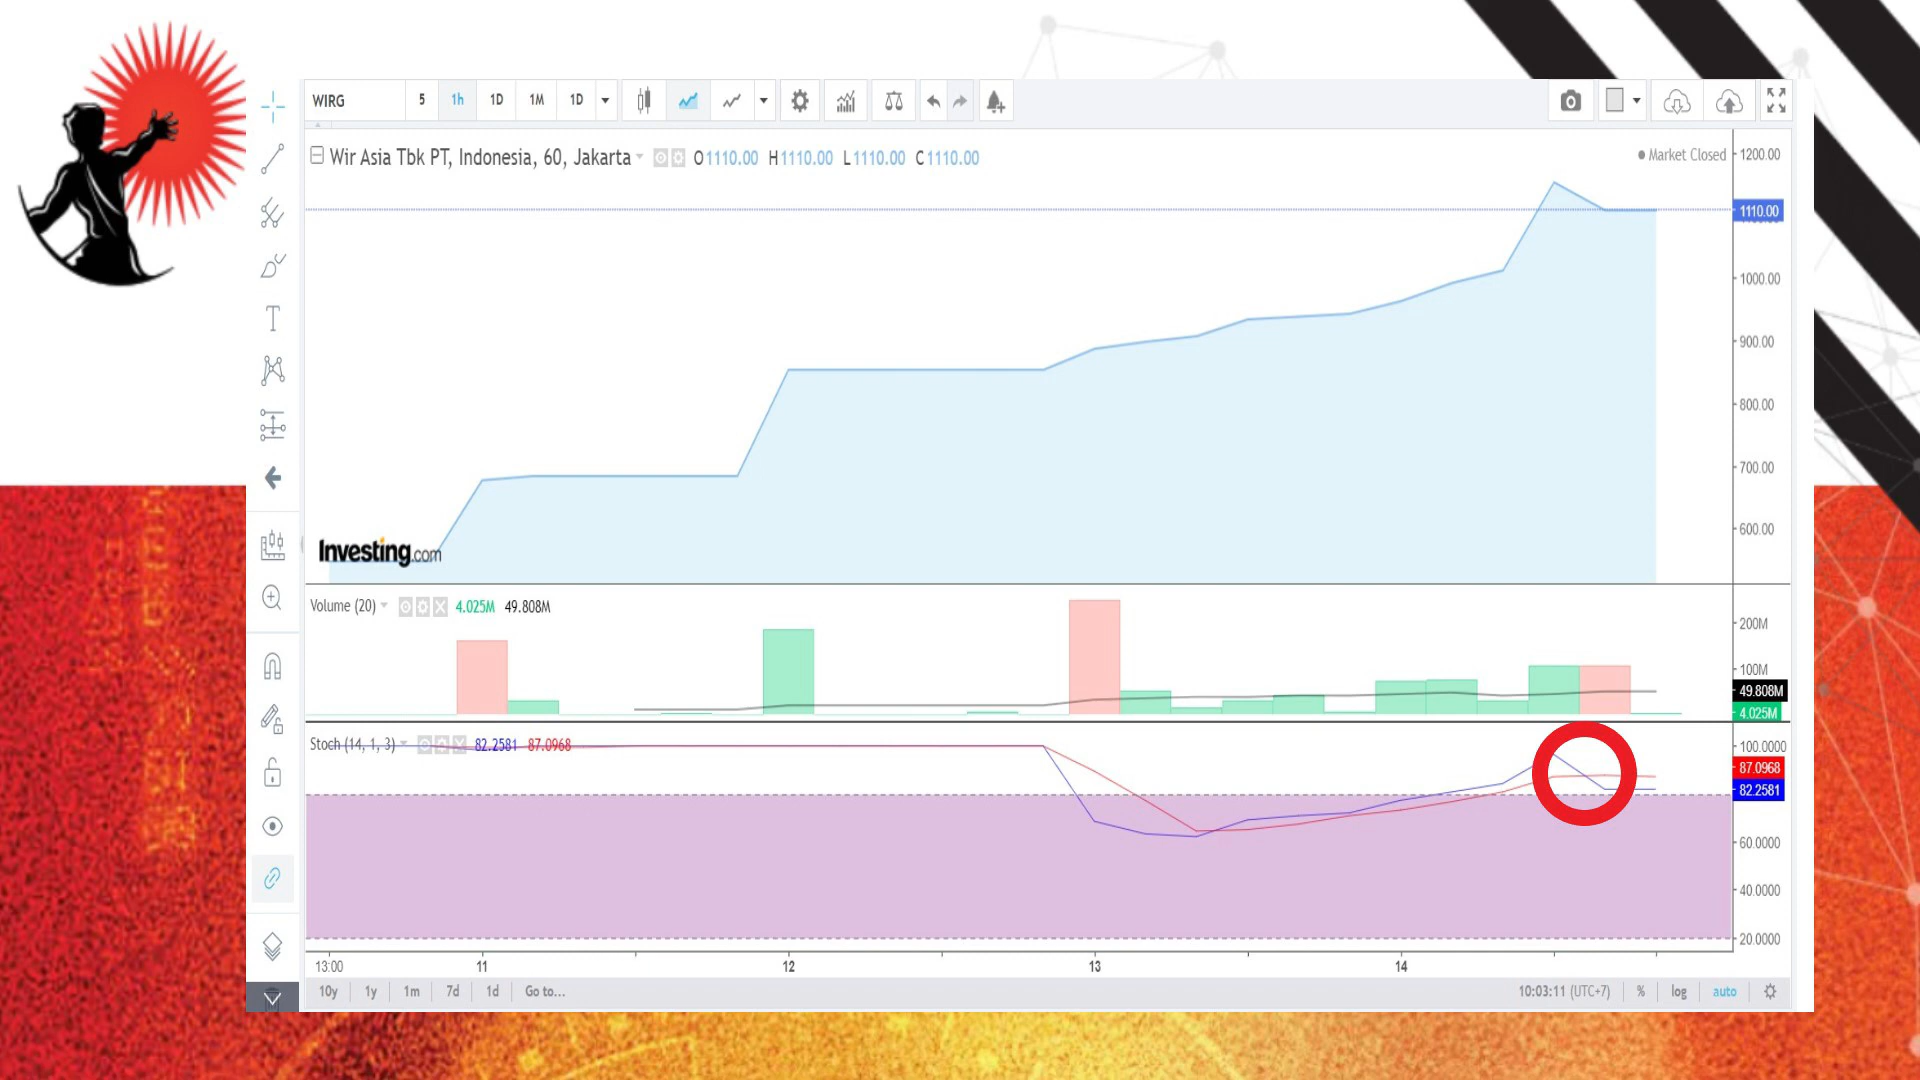 WIRG 5 1h 1D 1M 1D
Wir Asia Tbk PT, Indonesia, 60, Jakarta O1110.00 H1110.00 L1110.00 C1110.00
Market Closed
1200.00
1110.00
1000.00
900.00
800.00
700.00
600.00
Investing.com
Volume (20) 4.025M 49.808M
200M
100M
49.808M
4.025M
Stoch (14, 1, 3) 82.2581 87.0968
100.0000
87.0968
82.2581
60.0000
40.0000
20.0000
13:00 11 12 13 14
10y 1y 1m 7d 1d Go to... 10:03:11 (UTC+7) % log auto